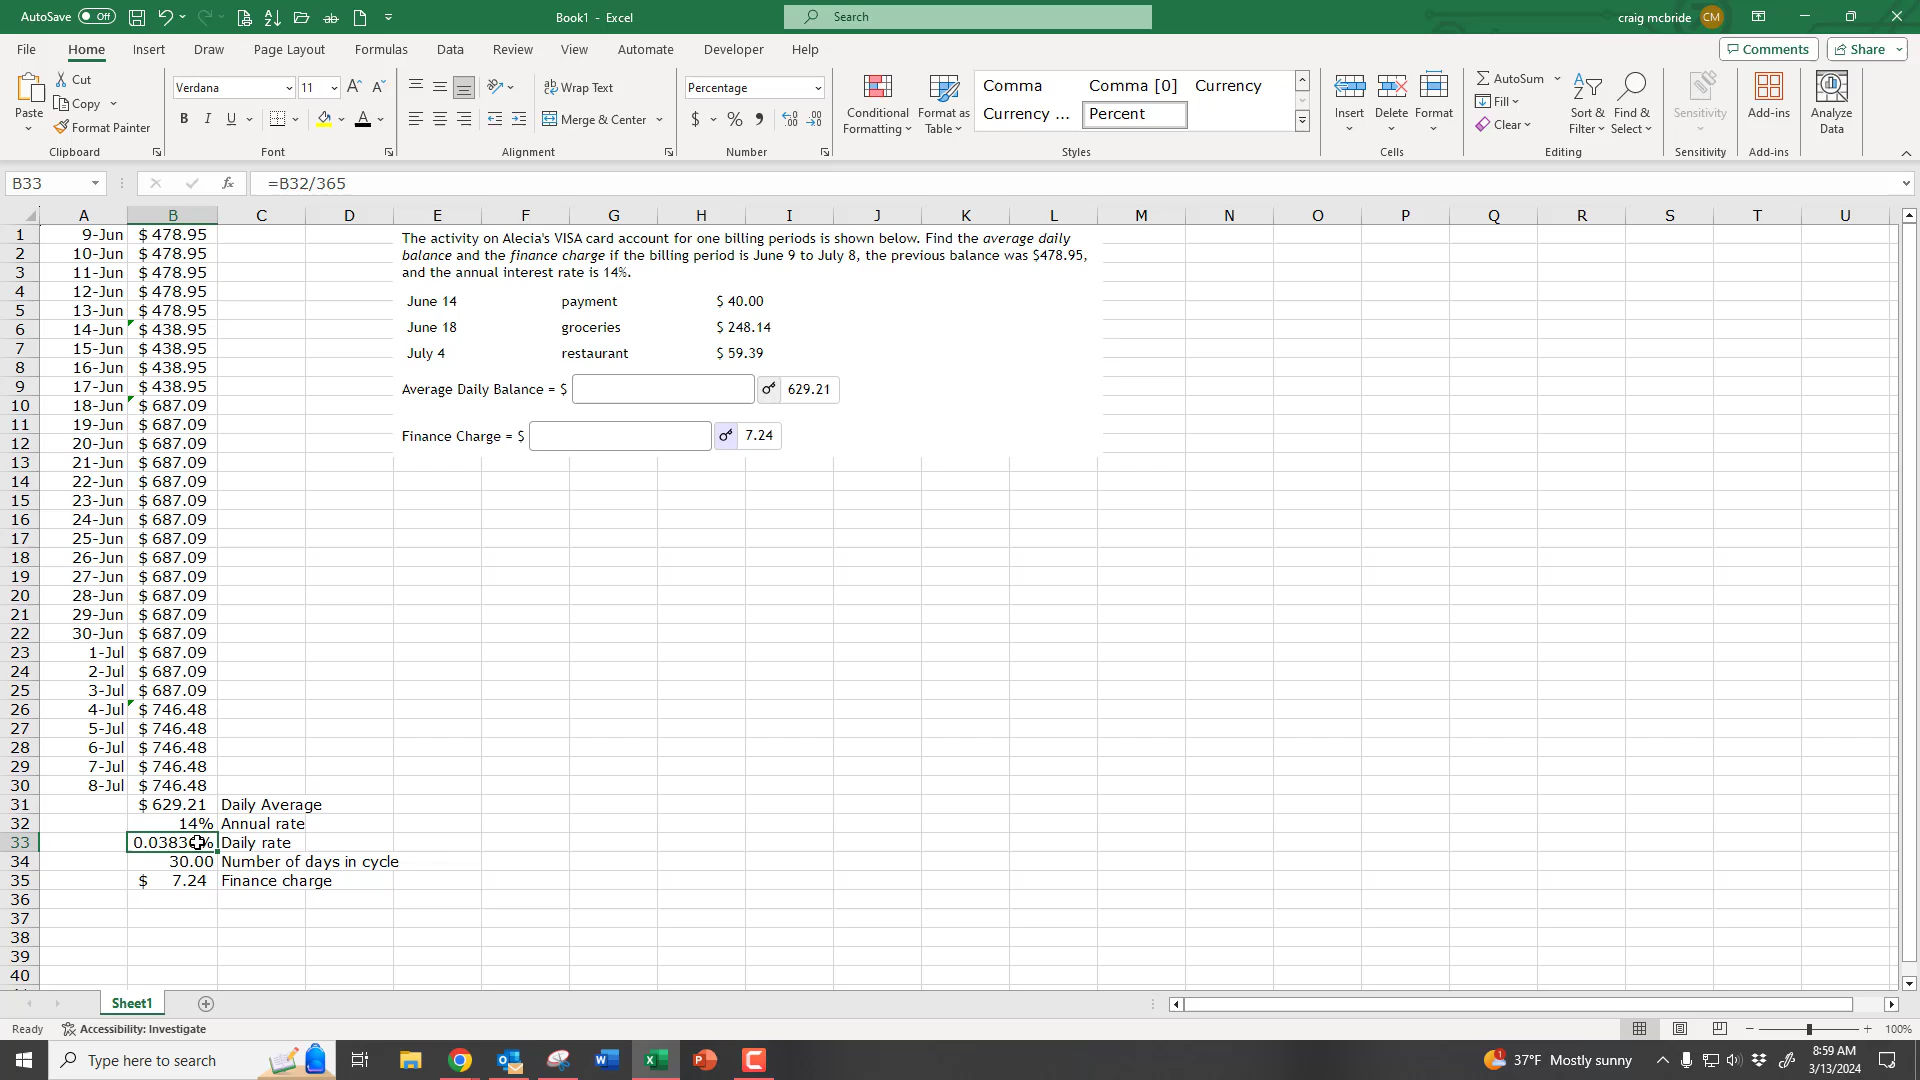 AutoSave Off Book1 - Excel Search craig mcbride CM
File Home Insert Draw Page Layout Formulas Data Review View Automate Developer Help Comments Share
Paste Cut Copy Format Painter Clipboard
Verdana 11 A A B I U A Font
Wrap Text Merge & Center Alignment
Percentage $ % Number
Conditional Formatting Format as Table Comma Comma [0] Currency Currency ... Percent Styles
Insert Delete Format Cells
AutoSum Fill Clear Sort & Filter Find & Select Editing
Sensitivity Sensitivity
Add-ins Add-ins
Analyze Data
B33 fx =B32/365
A B C D E F G H I J K L M N O P Q R S T U
1 9-Jun $ 478.95
2 10-Jun $ 478.95
3 11-Jun $ 478.95
4 12-Jun $ 478.95
5 13-Jun $ 478.95
6 14-Jun $ 438.95
7 15-Jun $ 438.95
8 16-Jun $ 438.95
9 17-Jun $ 438.95
10 18-Jun $ 687.09
11 19-Jun $ 687.09
12 20-Jun $ 687.09
13 21-Jun $ 687.09
14 22-Jun $ 687.09
15 23-Jun $ 687.09
16 24-Jun $ 687.09
17 25-Jun $ 687.09
18 26-Jun $ 687.09
19 27-Jun $ 687.09
20 28-Jun $ 687.09
21 29-Jun $ 687.09
22 30-Jun $ 687.09
23 1-Jul $ 687.09
24 2-Jul $ 687.09
25 3-Jul $ 687.09
26 4-Jul $ 746.48
27 5-Jul $ 746.48
28 6-Jul $ 746.48
29 7-Jul $ 746.48
30 8-Jul $ 746.48
31 $ 629.21 Daily Average
32 14% Annual rate
33 Daily rate
34 30.00 Number of days in cycle
35 $ 7.24 Finance charge
36
37
38
39
40
The activity on Alecia's VISA card account for one billing periods is shown below. Find the average daily
balance and the finance charge if the billing period is June 9 to July 8, the previous balance was $478.95,
and the annual interest rate is 14%.
June 14 payment $ 40.00
June 18 groceries $ 248.14
July 4 restaurant $ 59.39
Average Daily Balance = $ 629.21
Finance Charge = $ 7.24
Sheet1
Ready Accessibility: Investigate 100%
Type here to search 37°F Mostly sunny 8:59 AM
3/13/2024